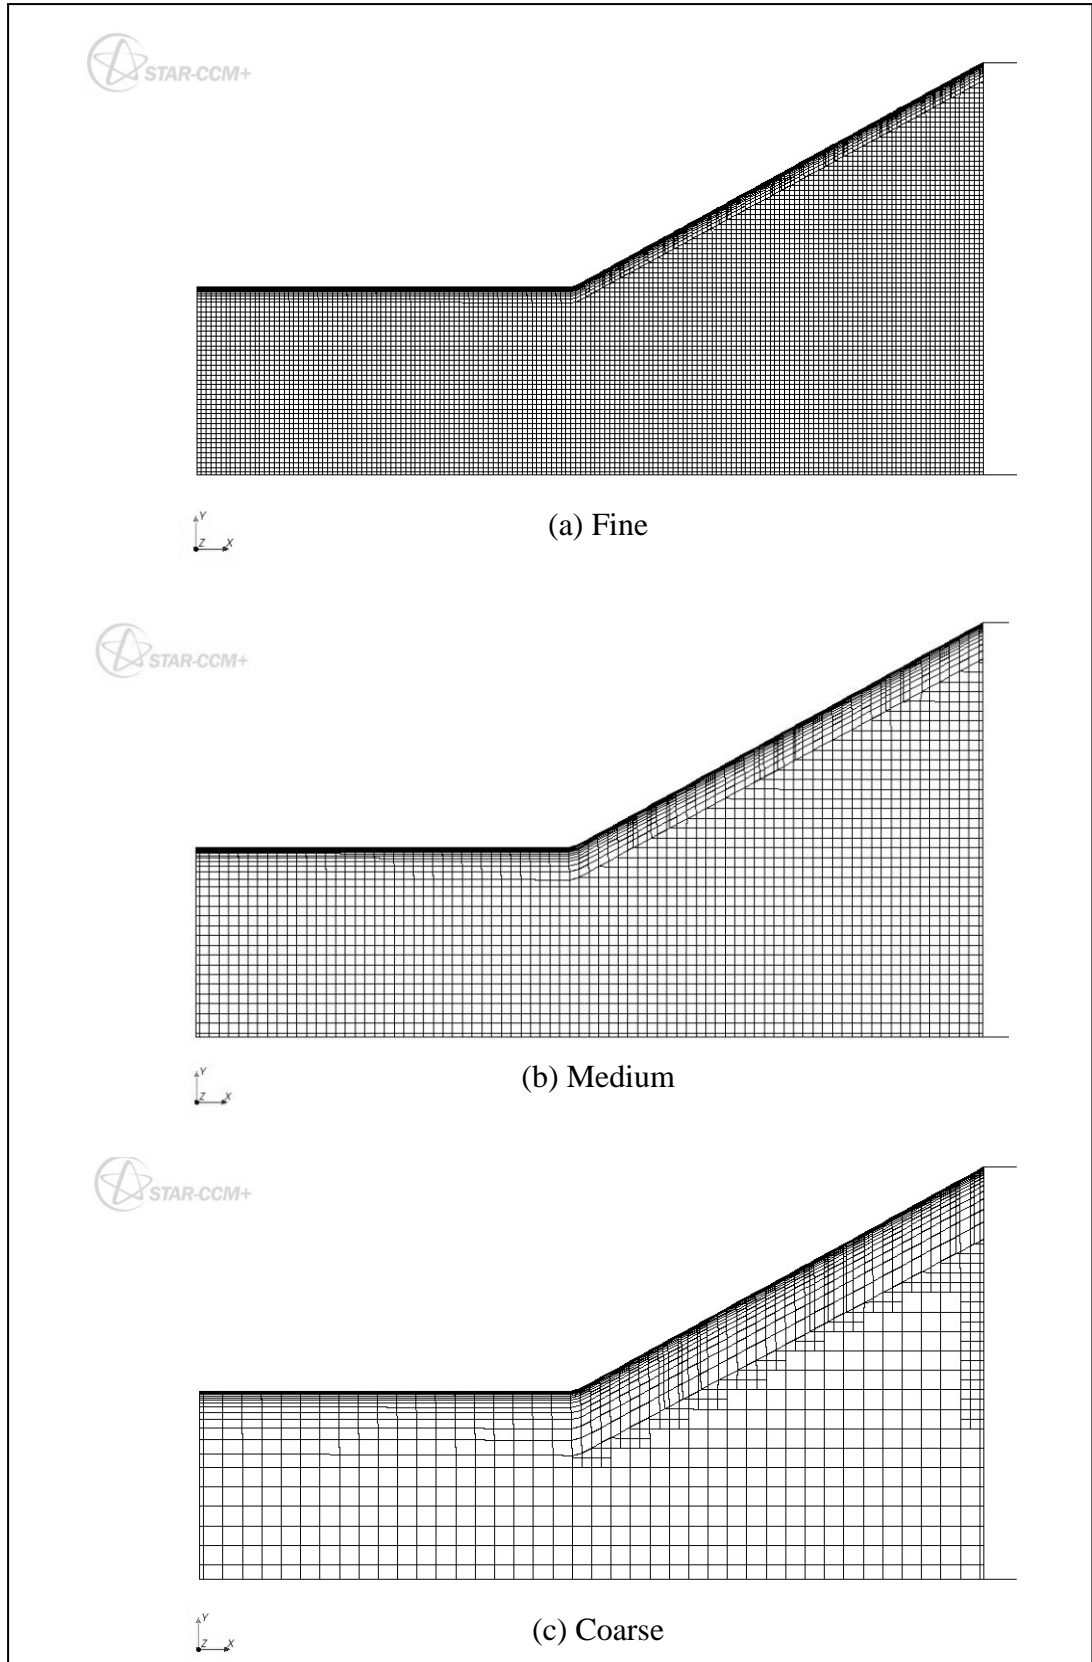 STAR-CCM+
Y
Z X
(a) Fine
STAR-CCM+
Y
Z X
(b) Medium
STAR-CCM+
Y
Z X
(c) Coarse